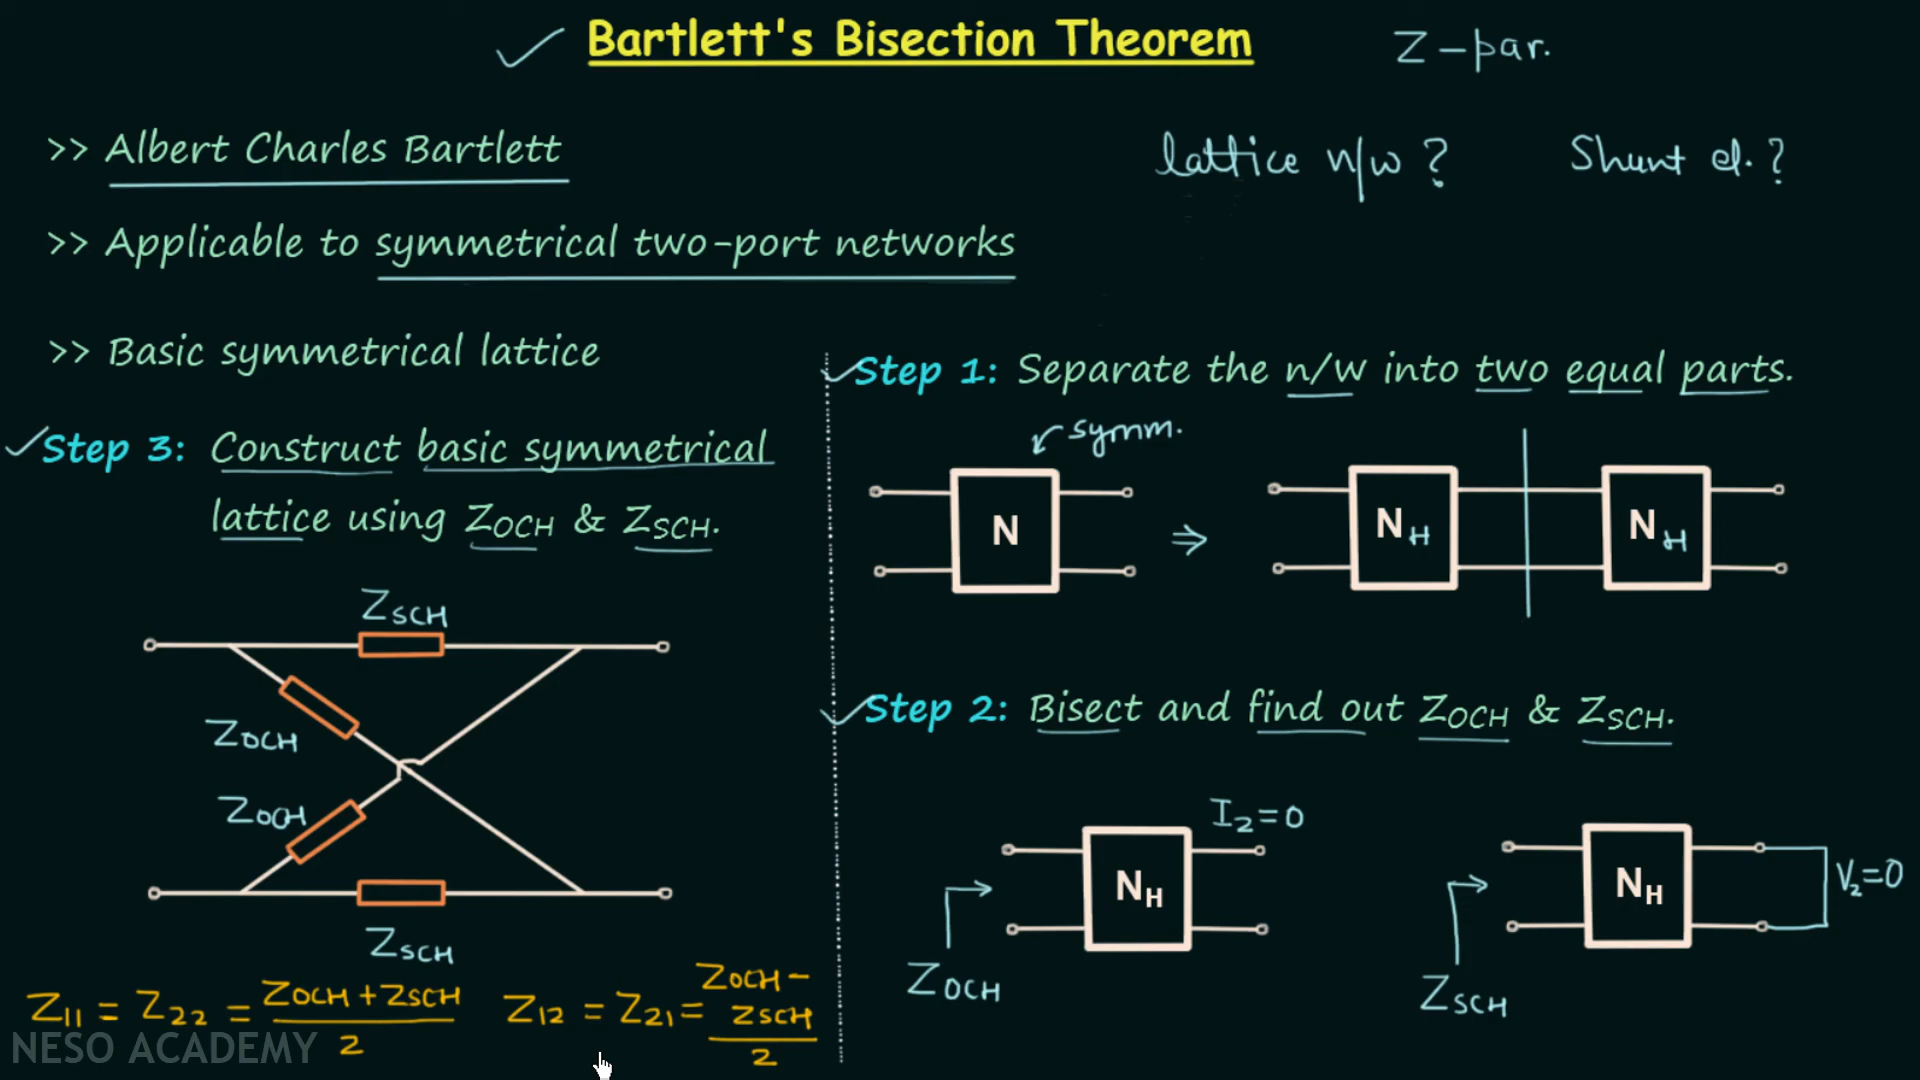 Bartlett's Bisection Theorem
Z-par.
>> Albert Charles Bartlett
lattice n/w ?
Shunt el. ?
>> Applicable to symmetrical two-port networks
>> Basic symmetrical lattice
Step 1: Separate the n/w into two equal parts.
symm.
N
⇒
N H
N H
Step 2: Bisect and find out ZOCH & ZSCH.
I2=0
NH
ZOCH
NH
V2=0
ZSCH
Step 3: Construct basic symmetrical
lattice using ZOCH & ZSCH.
ZSCH
ZOCH
ZOCH
ZSCH
Z11 = Z22 = ZOCH + ZSCH
2
Z12 = Z21 = ZOCH -
ZSCH
2
NESO ACADEMY